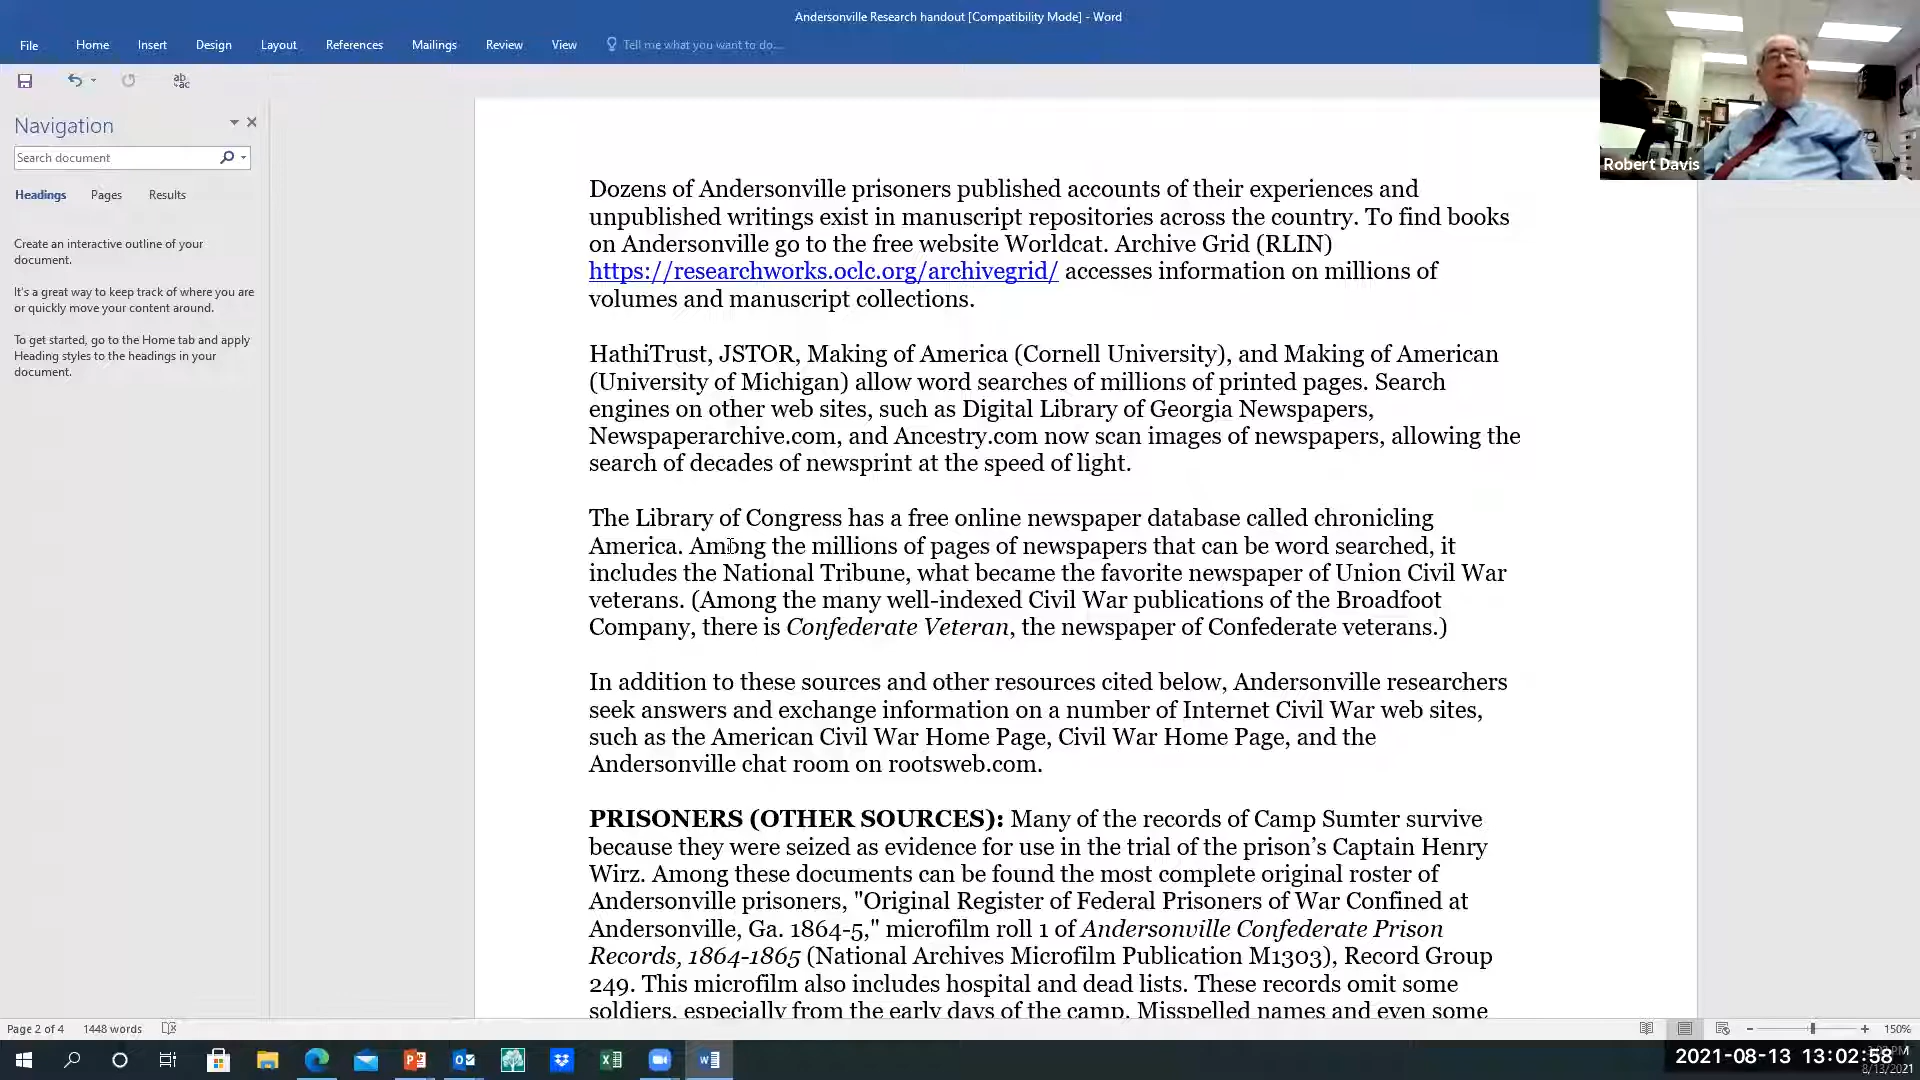 Andersonville Research handout [Compatibility Mode] - Word
File Home Insert Design Layout References Mailings Review View Tell me what you want to do...
Robert Davis
Navigation
Search document
Headings Pages Results
Create an interactive outline of your
document.
It's a great way to keep track of where you are
or quickly move your content around.
To get started, go to the Home tab and apply
Heading styles to the headings in your
document.
Dozens of Andersonville prisoners published accounts of their experiences and
unpublished writings exist in manuscript repositories across the country. To find books
on Andersonville go to the free website Worldcat. Archive Grid (RLIN)
https://researchworks.oclc.org/archivegrid/ accesses information on millions of
volumes and manuscript collections.
HathiTrust, JSTOR, Making of America (Cornell University), and Making of American
(University of Michigan) allow word searches of millions of printed pages. Search
engines on other web sites, such as Digital Library of Georgia Newspapers,
Newspaperarchive.com, and Ancestry.com now scan images of newspapers, allowing the
search of decades of newsprint at the speed of light.
The Library of Congress has a free online newspaper database called chronicling
America. Among the millions of pages of newspapers that can be word searched, it
includes the National Tribune, what became the favorite newspaper of Union Civil War
veterans. (Among the many well-indexed Civil War publications of the Broadfoot
Company, there is Confederate Veteran, the newspaper of Confederate veterans.)
In addition to these sources and other resources cited below, Andersonville researchers
seek answers and exchange information on a number of Internet Civil War web sites,
such as the American Civil War Home Page, Civil War Home Page, and the
Andersonville chat room on rootsweb.com.
PRISONERS (OTHER SOURCES): Many of the records of Camp Sumter survive
because they were seized as evidence for use in the trial of the prison's Captain Henry
Wirz. Among these documents can be found the most complete original roster of
Andersonville prisoners, "Original Register of Federal Prisoners of War Confined at
Andersonville, Ga. 1864-5," microfilm roll 1 of Andersonville Confederate Prison
Records, 1864-1865 (National Archives Microfilm Publication M1303), Record Group
249. This microfilm also includes hospital and dead lists. These records omit some
soldiers, especially from the early days of the camp. Misspelled names and even some
Page 2 of 4 1448 words 150%
2021-08-13 13:02:58
8/13/2021